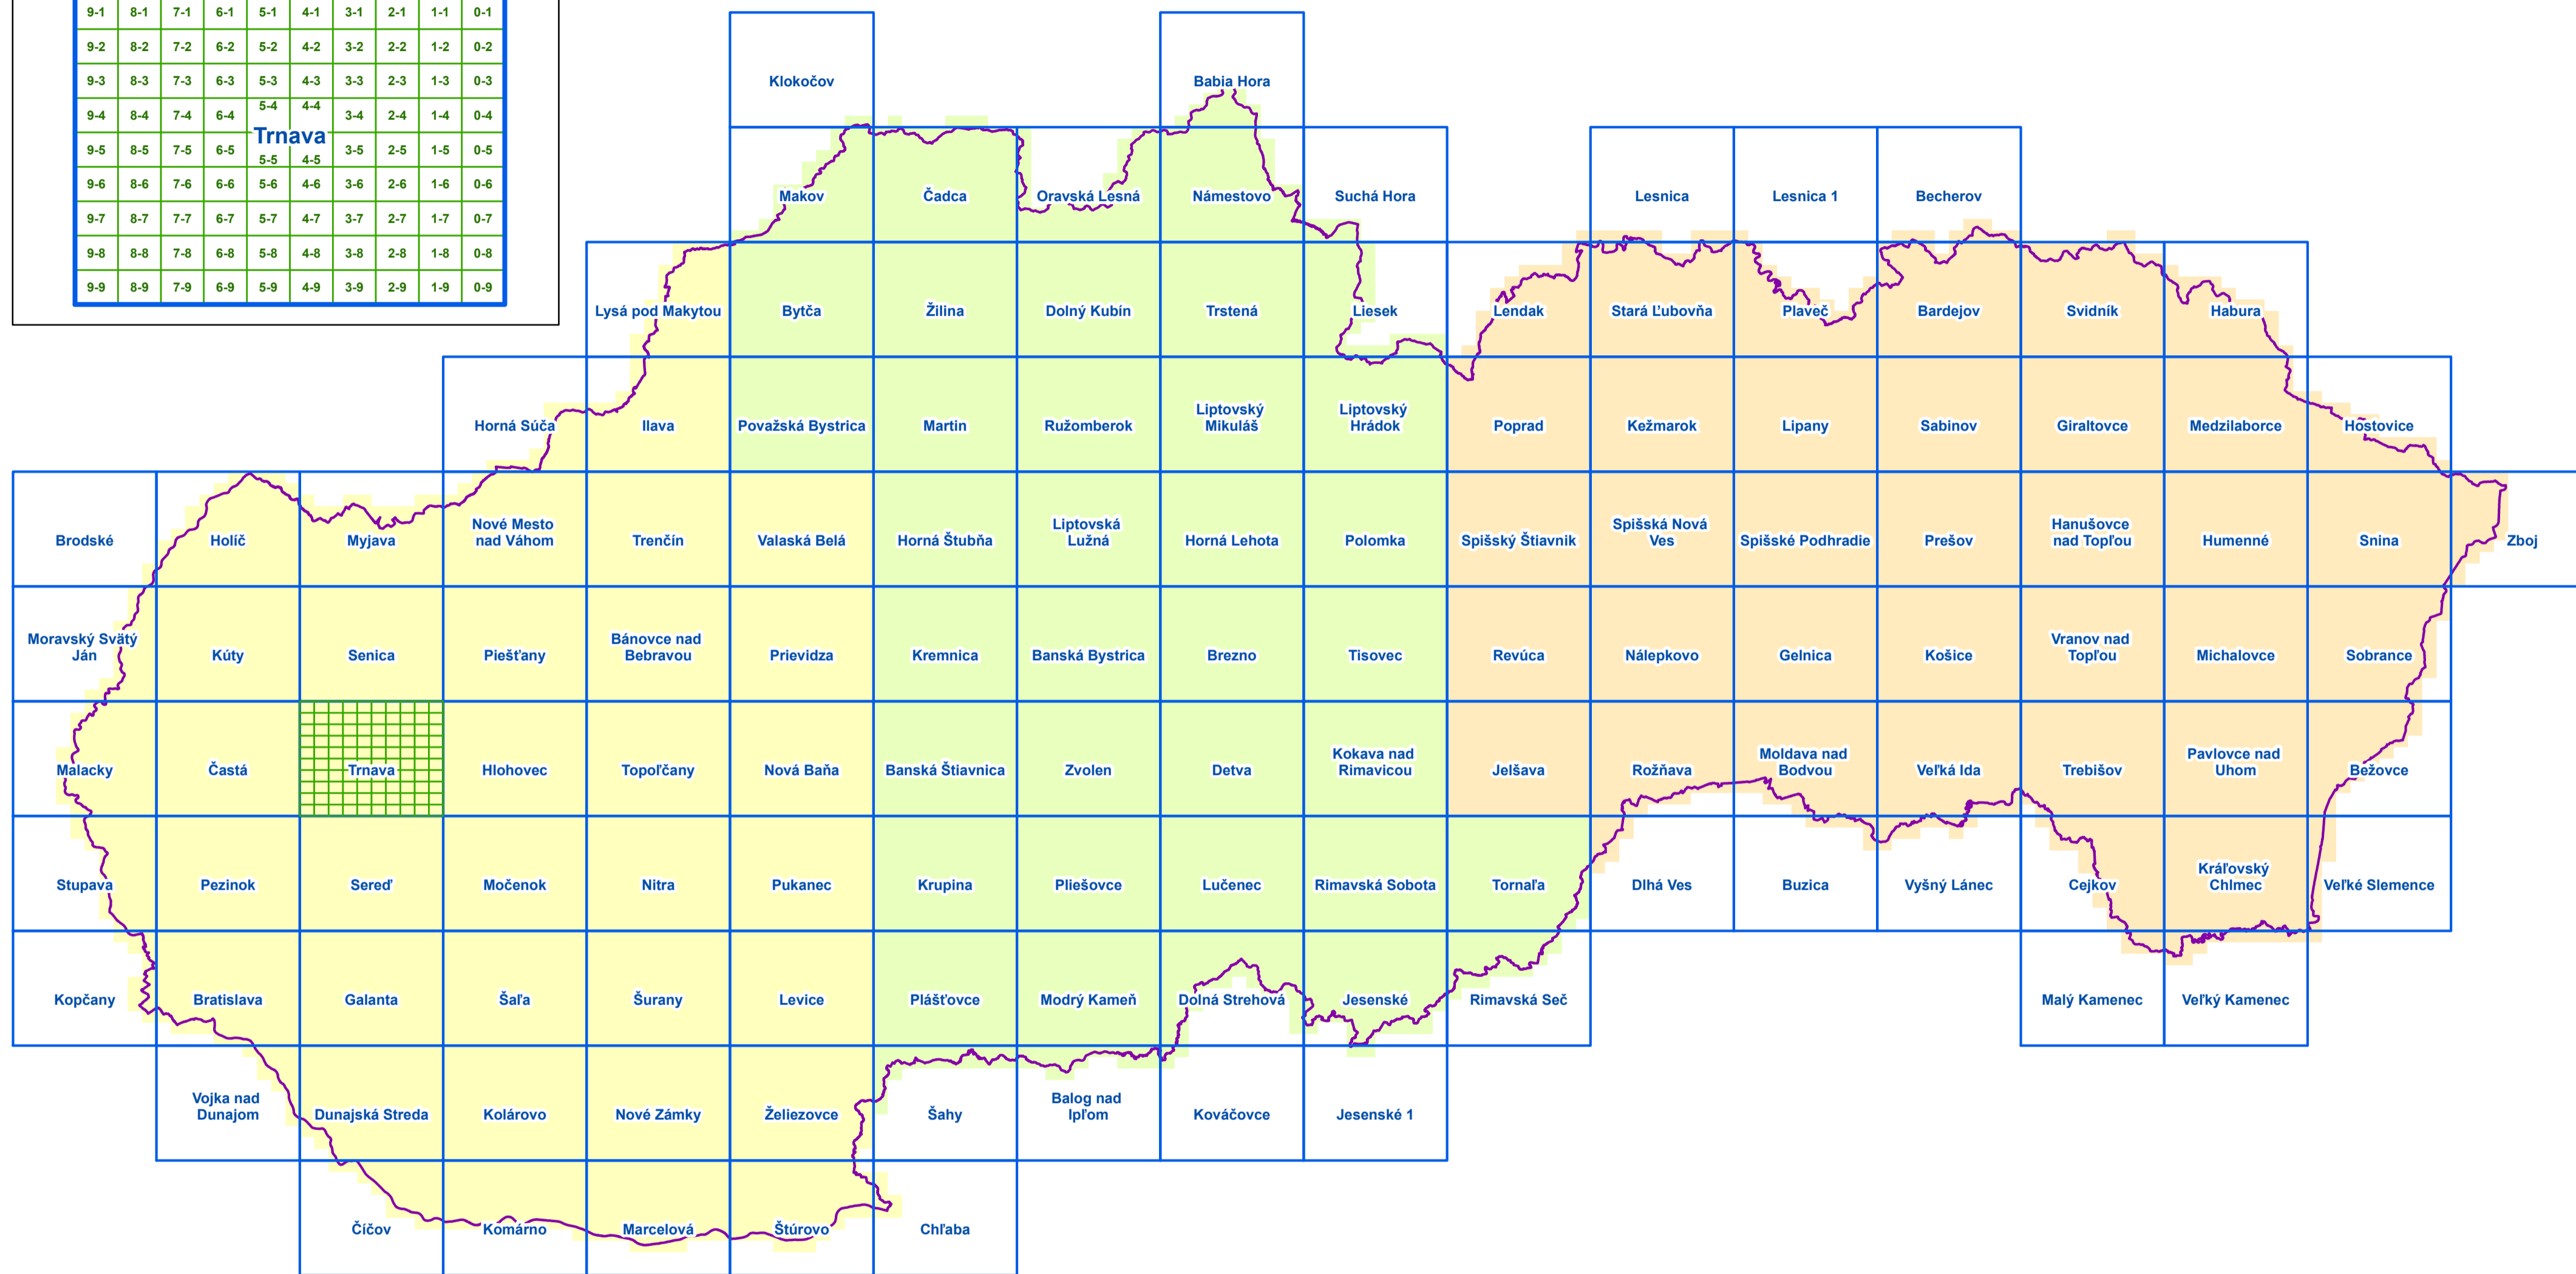 9-1 8-1 7-1 6-1 5-1 4-1 3-1 2-1 1-1 0-1
9-2 8-2 7-2 6-2 5-2 4-2 3-2 2-2 1-2 0-2
9-3 8-3 7-3 6-3 5-3 4-3 3-3 2-3 1-3 0-3
9-4 8-4 7-4 6-4 5-4 4-4 3-4 2-4 1-4 0-4
Trnava
9-5 8-5 7-5 6-5 5-5 4-5 3-5 2-5 1-5 0-5
9-6 8-6 7-6 6-6 5-6 4-6 3-6 2-6 1-6 0-6
9-7 8-7 7-7 6-7 5-7 4-7 3-7 2-7 1-7 0-7
9-8 8-8 7-8 6-8 5-8 4-8 3-8 2-8 1-8 0-8
9-9 8-9 7-9 6-9 5-9 4-9 3-9 2-9 1-9 0-9
Klokočov
Babia Hora
Makov
Čadca
Oravská Lesná
Námestovo
Suchá Hora
Lesnica
Lesnica 1
Becherov
Lysá pod Makytou
Bytča
Žilina
Dolný Kubín
Trstená
Liesek
Lendak
Stará Ľubovňa
Plaveč
Bardejov
Svidník
Habura
Horná Súča
Ilava
Považská Bystrica
Martin
Ružomberok
Liptovský
Mikuláš
Liptovský
Hrádok
Poprad
Kežmarok
Lipany
Sabinov
Giraltovce
Medzilaborce
Hostovice
Brodské
Holíč
Myjava
Nové Mesto
nad Váhom
Trenčín
Valaská Belá
Horná Štubňa
Liptovská
Lužná
Horná Lehota
Polomka
Spišský Štiavnik
Spišská Nová
Ves
Spišské Podhradie
Prešov
Hanušovce
nad Topľou
Humenné
Snina
Zboj
Moravský Svätý
Ján
Kúty
Senica
Piešťany
Bánovce nad
Bebravou
Prievidza
Kremnica
Banská Bystrica
Brezno
Tisovec
Revúca
Nálepkovo
Gelnica
Košice
Vranov nad
Topľou
Michalovce
Sobrance
Malacky
Častá
Trnava
Hlohovec
Topoľčany
Nová Baňa
Banská Štiavnica
Zvolen
Detva
Kokava nad
Rimavicou
Jelšava
Rožňava
Moldava nad
Bodvou
Veľká Ida
Trebišov
Pavlovce nad
Uhom
Bežovce
Stupava
Pezinok
Sereď
Močenok
Nitra
Pukanec
Krupina
Pliešovce
Lučenec
Rimavská Sobota
Tornaľa
Dlhá Ves
Buzica
Vyšný Lánec
Cejkov
Kráľovský
Chlmec
Veľké Slemence
Kopčany
Bratislava
Galanta
Šaľa
Šurany
Levice
Plášťovce
Modrý Kameň
Dolná Strehová
Jesenské
Rimavská Seč
Malý Kamenec
Veľký Kamenec
Vojka nad
Dunajom
Dunajská Streda
Kolárovo
Nové Zámky
Želiezovce
Šahy
Balog nad
Ipľom
Kováčovce
Jesenské 1
Číčov
Komárno
Marcelová
Štúrovo
Chľaba